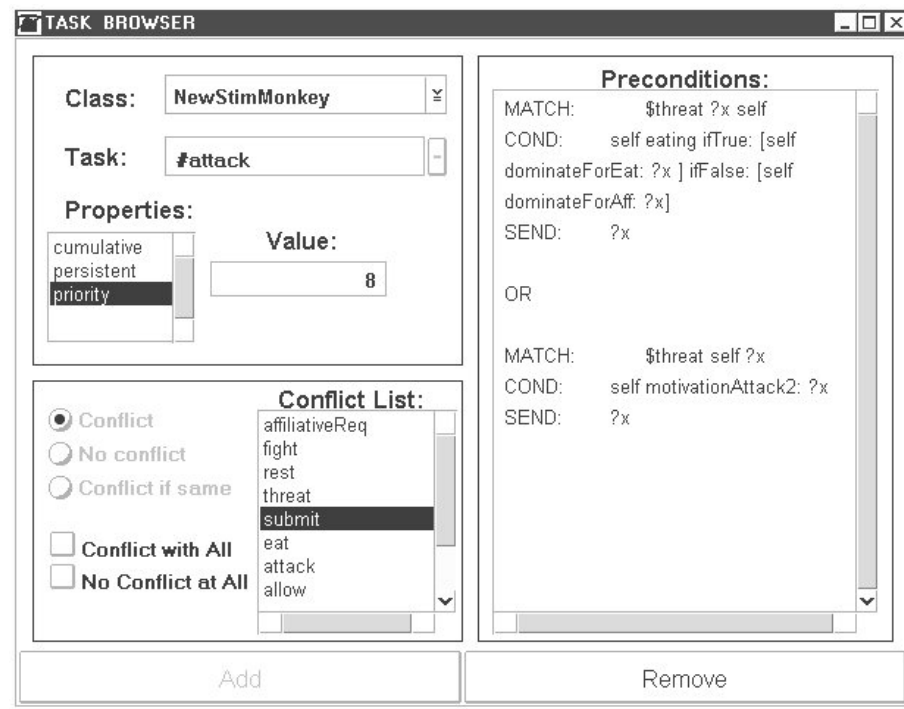 TASK BROWSER
Class: NewStimMonkey
Task: #attack
Properties:
cumulative
persistent
priority
Value:
8
Conflict
No conflict
Conflict if same
Conflict with All
No Conflict at All
Conflict List:
affiliativeReq
fight
rest
threat
submit
eat
attack
allow
Preconditions:
MATCH: $threat ?x self
COND: self eating ifTrue: [self
dominateForEat: ?x ] ifFalse: [self
dominateForAff: ?x]
SEND: ?x
OR
MATCH: $threat self ?x
COND: self motivationAttack2: ?x
SEND: ?x
Add
Remove